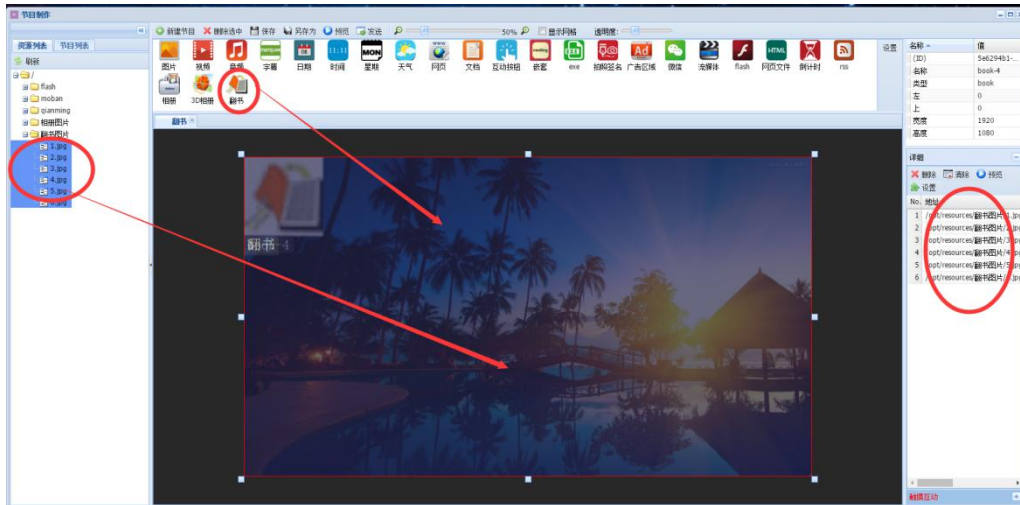 节目制作
资源列表 节目列表
刷新
/
flash
moban
qianming
相册图片
翻书图片
1.jpg
2.jpg
3.jpg
4.jpg
5.jpg
新建节目 删除选中 保存 另存为 预览 发送 50% 显示网格 透明度:
图片 视频 音频 字幕 日期 时间 星期 天气 网页 文档 互动按钮 嵌套 exe 拍照签名 广告区域 微信 流媒体 flash 网页文件 倒计时 rss
相册 3D相册 翻书
设置
翻书
翻书-4
名称 值
(ID) 5e6294b1-...
名称 book-4
类型 book
左 0
上 0
宽度 1920
高度 1080
详细
删除 清除 预览
设置
No. 地址
1 /opt/resources/翻书图片/1.jpg
2 /opt/resources/翻书图片/2.jpg
3 /opt/resources/翻书图片/3.jpg
4 /opt/resources/翻书图片/4.jpg
5 /opt/resources/翻书图片/5.jpg
6 /opt/resources/翻书图片/6.jpg
触摸互动